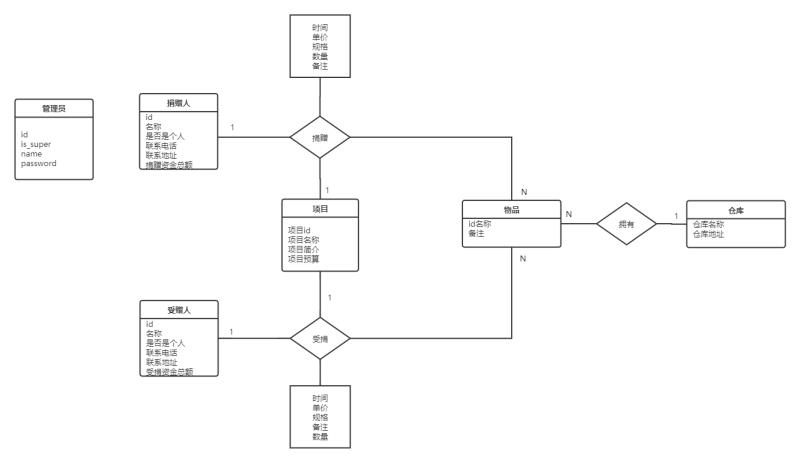 时间
单价
规格
数量
备注
管理员
id
is_super
name
password
捐赠人
id
名称
是否是个人
联系电话
联系地址
捐赠资金总额
1
捐赠
1
N
项目
项目id
项目名称
项目简介
项目预算
物品
id名称
备注
N
拥有
1
仓库
仓库名称
仓库地址
N
1
受赠人
id
名称
是否是个人
联系电话
联系地址
受捐资金总额
1
受捐
时间
单价
规格
备注
数量